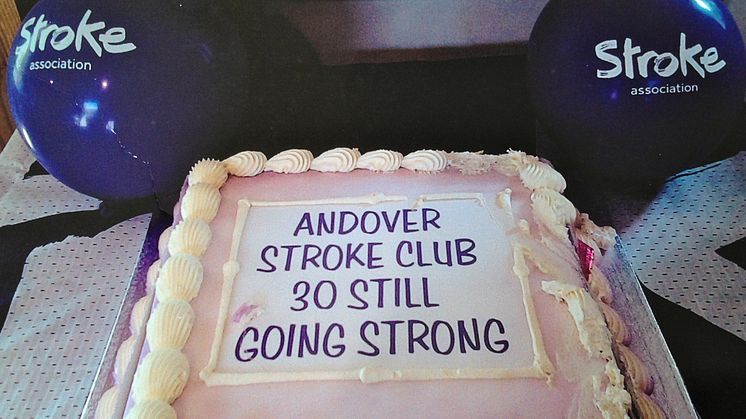 Stroke
association
Stroke
association
ANDOVER
STROKE CLUB
30 STILL
GOING STRONG